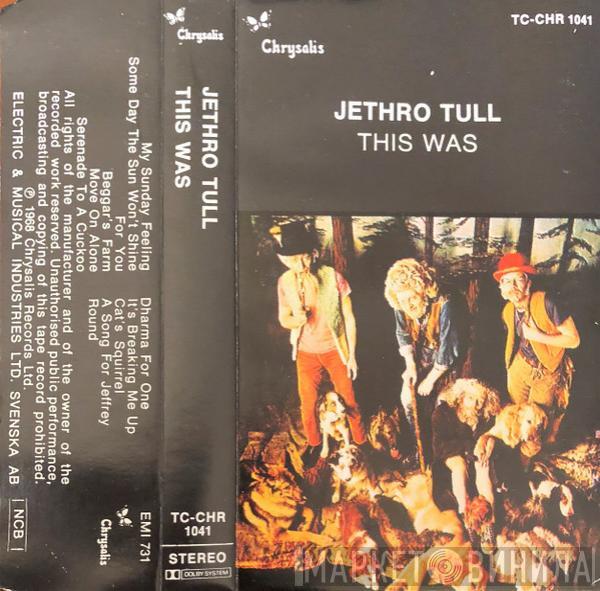 Chrysalis
TC-CHR 1041
JETHRO TULL
THIS WAS
Chrysalis
JETHRO TULL
THIS WAS
TC-CHR
1041
STEREO
DOLBY SYSTEM
My Sunday Feeling
Some Day The Sun Won't Shine
For You
Beggar's Farm
Move On Alone
Serenade To A Cuckoo
Dharma For One
It's Breaking Me Up
Cat's Squirrel
A Song For Jeffrey
Round
All rights of the manufacturer and of the owner of the
recorded work reserved. Unauthorised public performance,
broadcasting and copying of this tape record prohibited.
℗ 1968 Chrysalis Records Ltd.
ELECTRIC & MUSICAL INDUSTRIES LTD. SVENSKA AB
NCB
EMI 731
Chrysalis
МАРКЕТ ВИНИЛА